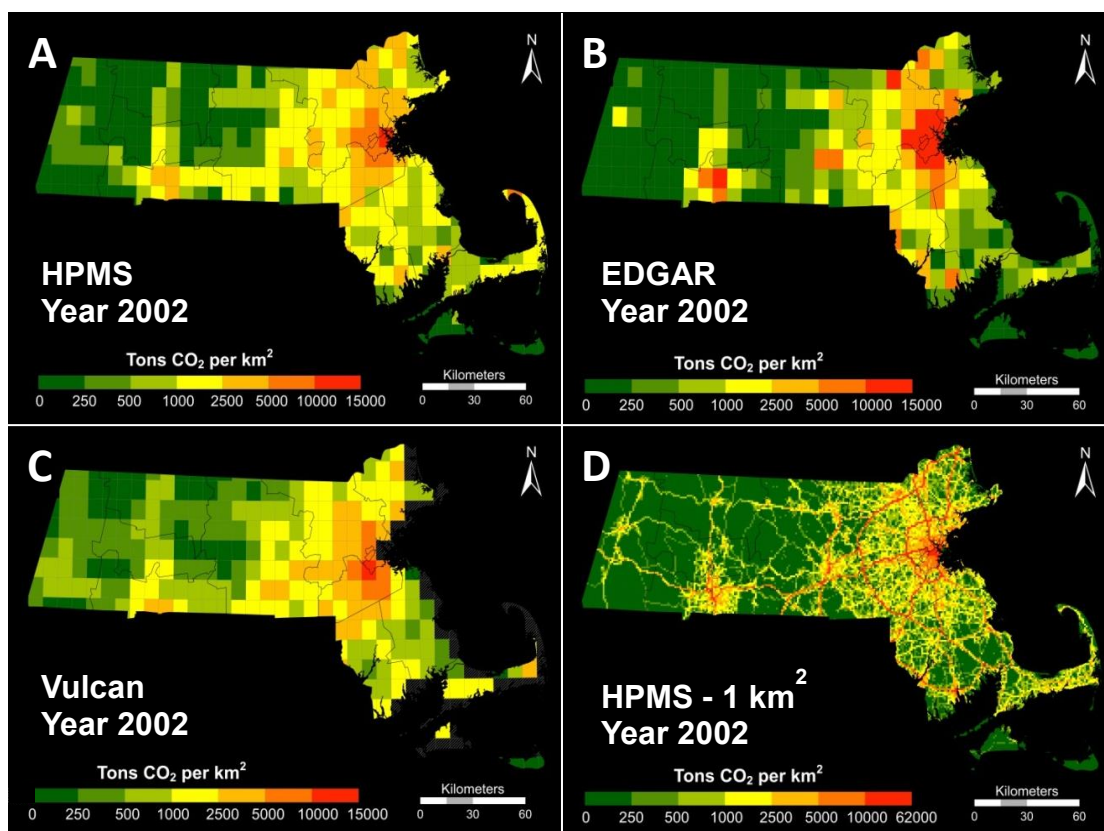 A
N
HPMS
Year 2002
Tons CO₂ per km²
0 250 500 1000 2500 5000 10000 15000
Kilometers
0 30 60
B
N
EDGAR
Year 2002
Tons CO₂ per km²
0 250 500 1000 2500 5000 10000 15000
Kilometers
0 30 60
C
N
Vulcan
Year 2002
Tons CO₂ per km²
0 250 500 1000 2500 5000 10000 15000
Kilometers
0 30 60
D
N
HPMS - 1 km²
Year 2002
Tons CO₂ per km²
0 250 500 1000 2500 5000 10000 62000
Kilometers
0 30 60